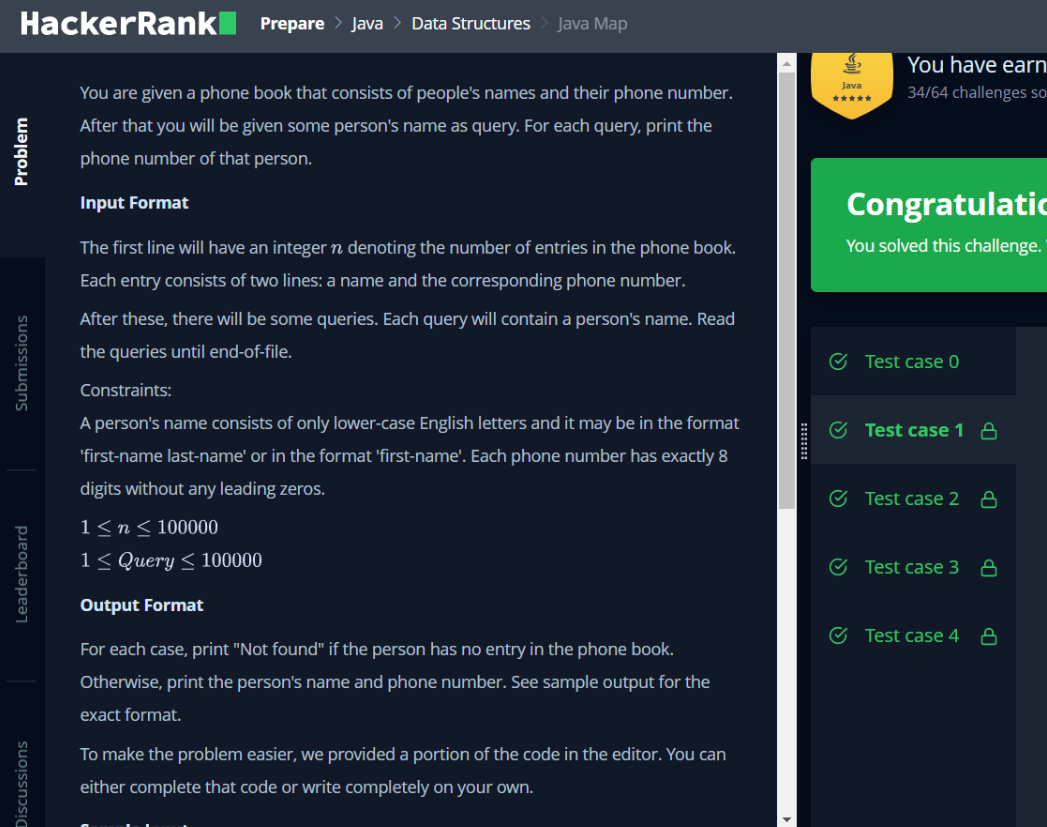 HackerRank
Prepare > Java > Data Structures > Java Map
Problem
Submissions
Leaderboard
Discussions
You are given a phone book that consists of people's names and their phone number.
After that you will be given some person's name as query. For each query, print the
phone number of that person.
Input Format
The first line will have an integer n denoting the number of entries in the phone book.
Each entry consists of two lines: a name and the corresponding phone number.
After these, there will be some queries. Each query will contain a person's name. Read
the queries until end-of-file.
Constraints:
A person's name consists of only lower-case English letters and it may be in the format
'first-name last-name' or in the format 'first-name'. Each phone number has exactly 8
digits without any leading zeros.
1 ≤ n ≤ 100000
1 ≤ Query ≤ 100000
Output Format
For each case, print "Not found" if the person has no entry in the phone book.
Otherwise, print the person's name and phone number. See sample output for the
exact format.
To make the problem easier, we provided a portion of the code in the editor. You can
either complete that code or write completely on your own.
Sample Input
Java
You have earn
34/64 challenges so
Congratulatio
You solved this challenge.
Test case 0
Test case 1
Test case 2
Test case 3
Test case 4